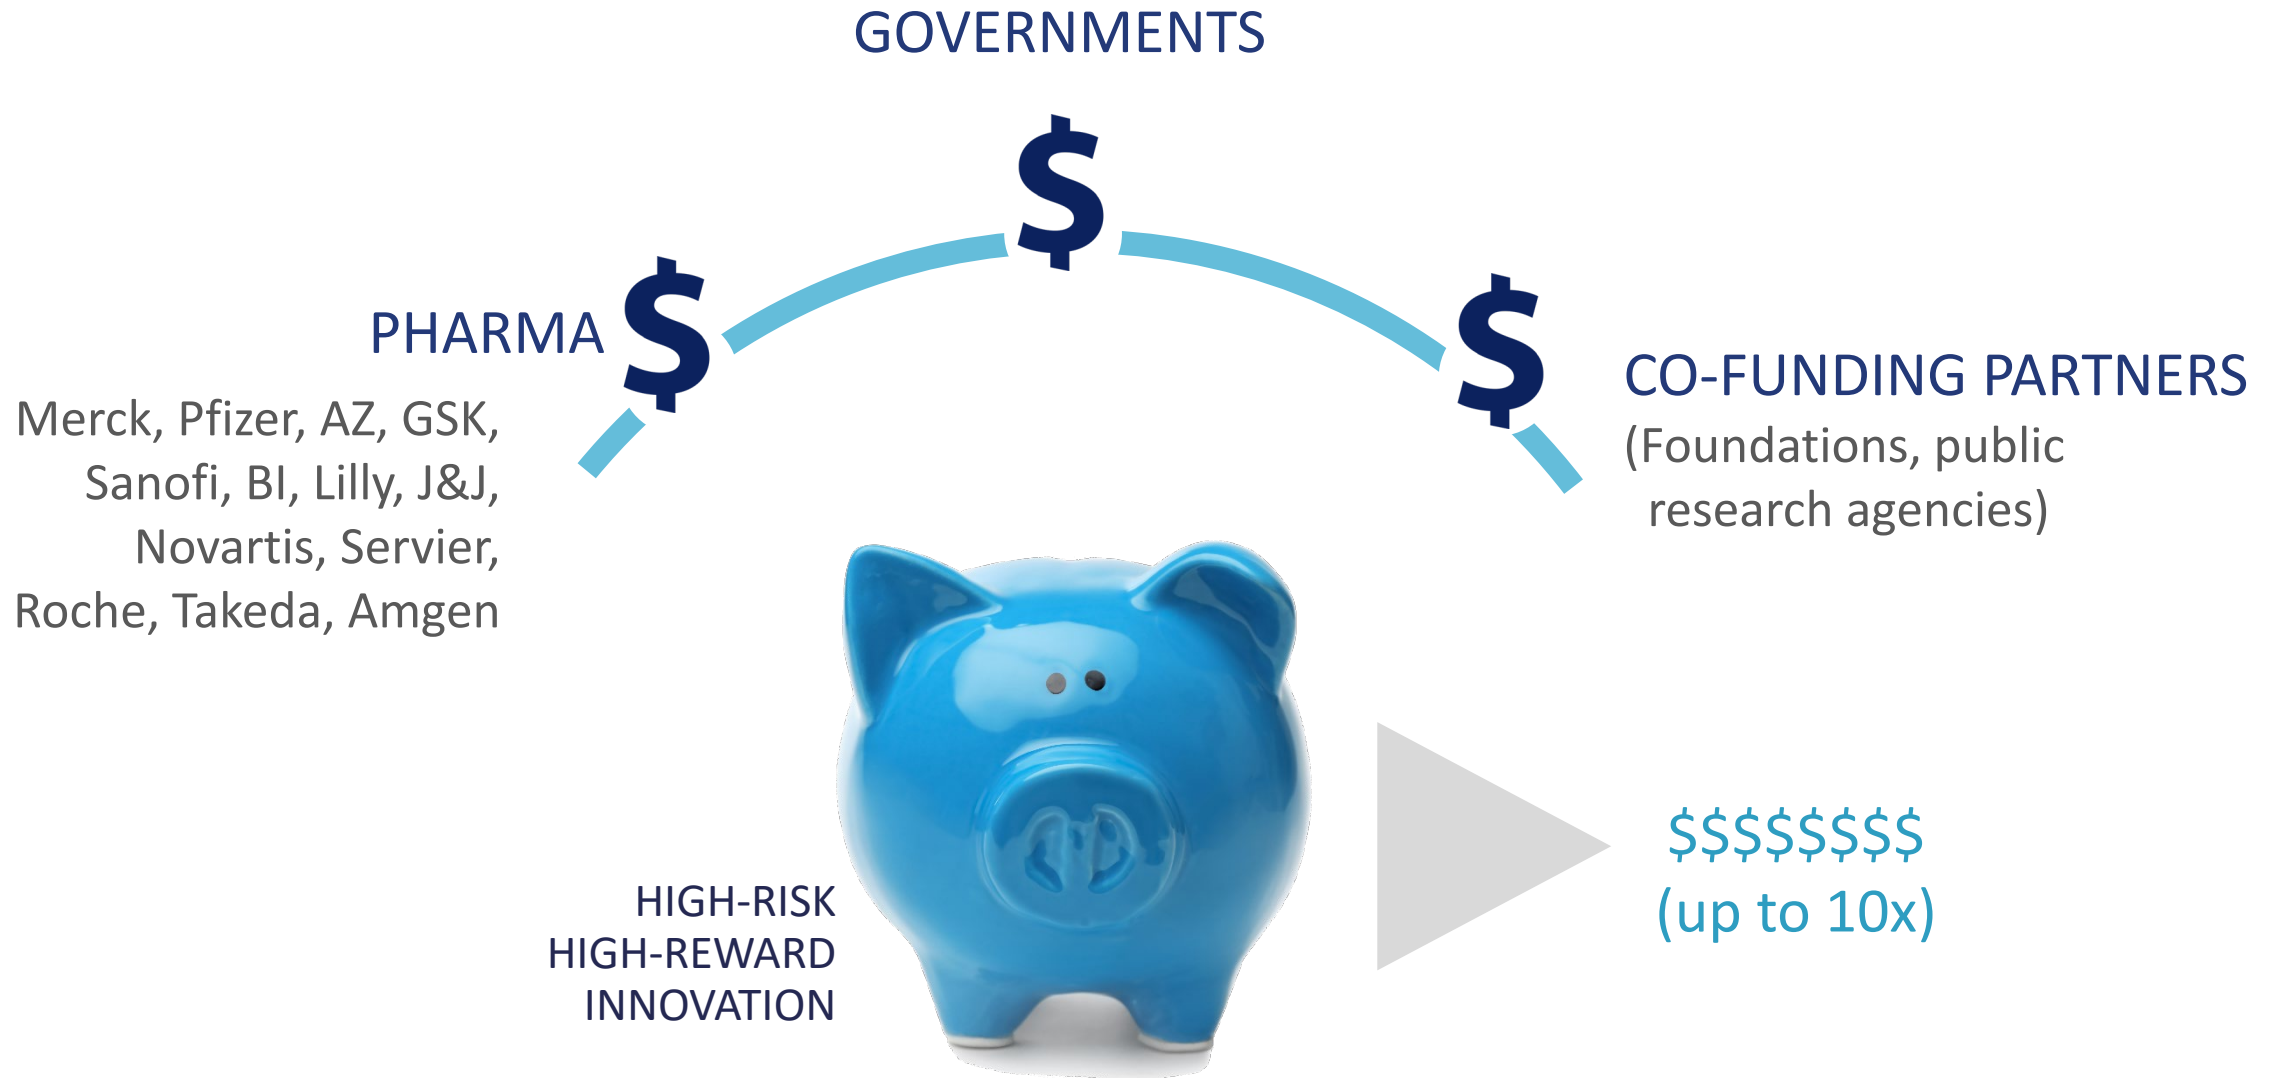 GOVERNMENTS
$
$
$
PHARMA
Merck, Pfizer, AZ, GSK,
Sanofi, BI, Lilly, J&J,
Novartis, Servier,
Roche, Takeda, Amgen
CO-FUNDING PARTNERS
(Foundations, public
research agencies)
HIGH-RISK
HIGH-REWARD
INNOVATION
$$$$$$$$
(up to 10x)